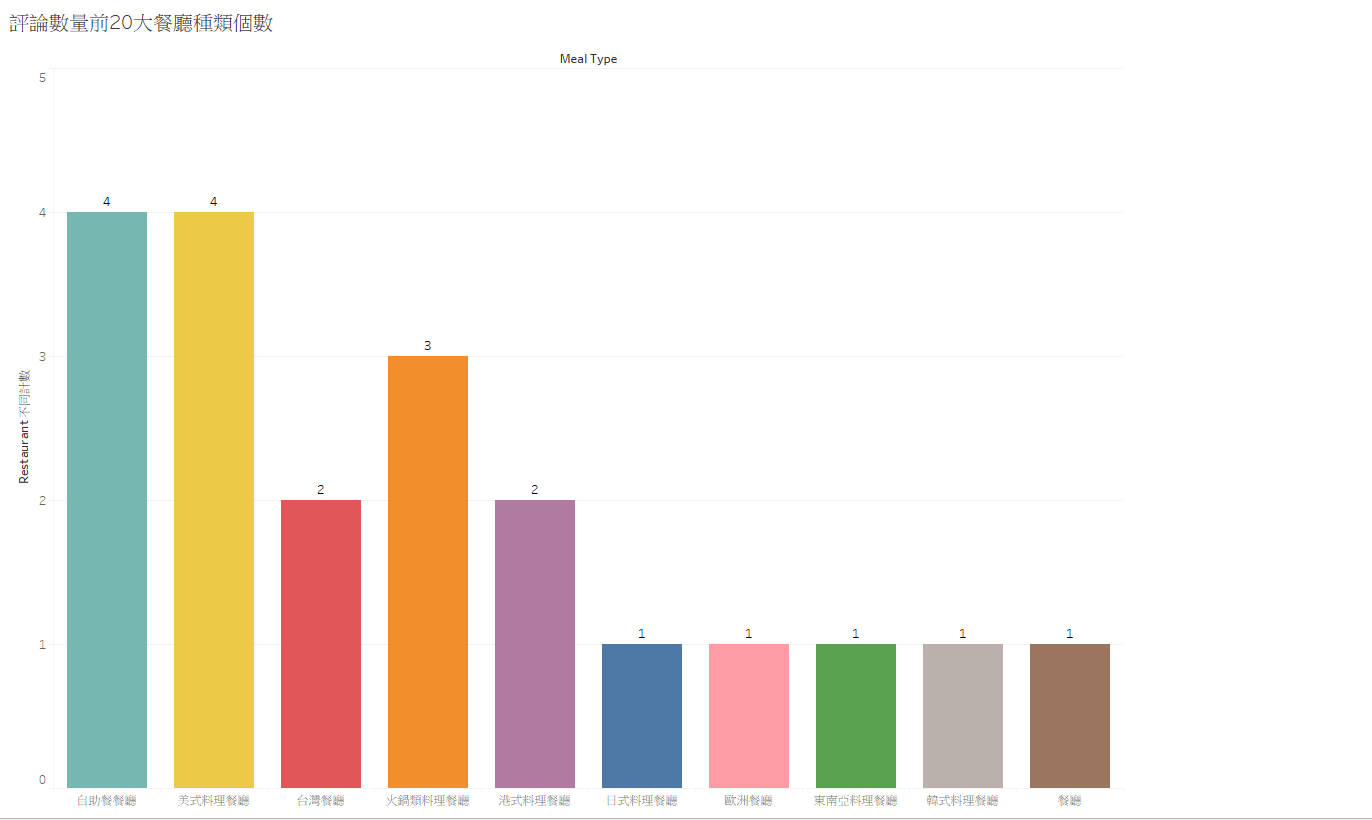 評論數量前20大餐廳種類個數
Meal Type
5
4
3
2
1
0
Restaurant 不同計數
4
4
2
3
2
1
1
1
1
1
自助餐餐廳
美式料理餐廳
台灣餐廳
火鍋類料理餐廳
港式料理餐廳
日式料理餐廳
歐洲餐廳
東南亞料理餐廳
韓式料理餐廳
餐廳